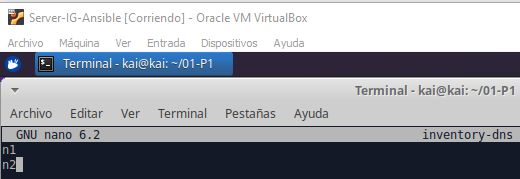 Server-IG-Ansible [Corriendo] - Oracle VM VirtualBox
Archivo Máquina Ver Entrada Dispositivos Ayuda
Terminal - kai@kai: ~/01-P1
Terminal - kai@kai: ~/01-P1
Archivo Editar Ver Terminal Pestañas Ayuda
GNU nano 6.2 inventory-dns
n1
n2